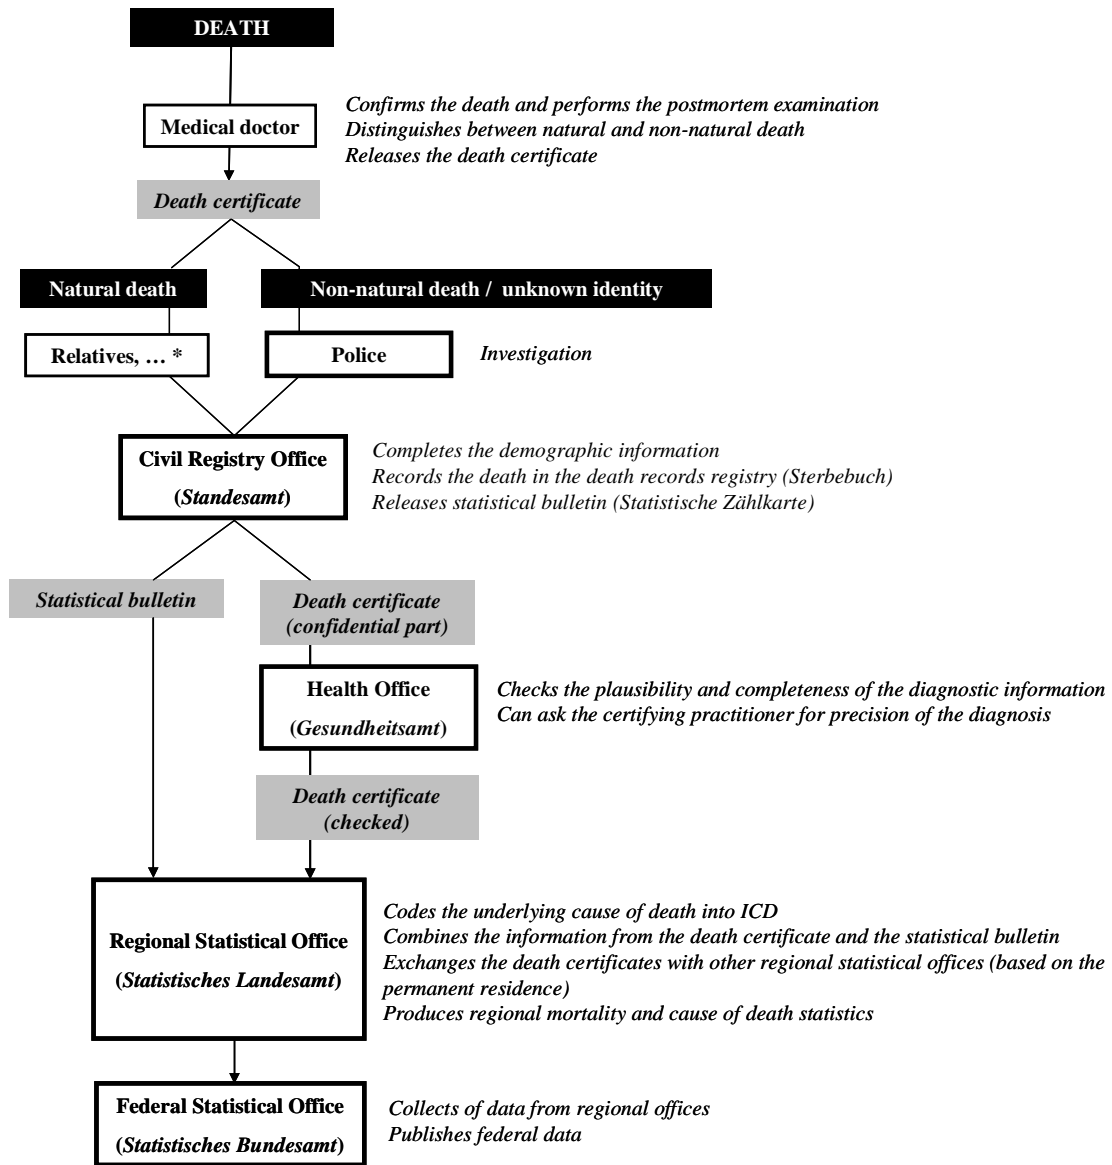 DEATH
Medical doctor
Confirms the death and performs the postmortem examination
Distinguishes between natural and non-natural death
Releases the death certificate
Death certificate
Natural death
Non-natural death / unknown identity
Relatives, … *
Police
Investigation
Civil Registry Office
(Standesamt)
Completes the demographic information
Records the death in the death records registry (Sterbebuch)
Releases statistical bulletin (Statistische Zählkarte)
Statistical bulletin
Death certificate
(confidential part)
Health Office
(Gesundheitsamt)
Checks the plausibility and completeness of the diagnostic information
Can ask the certifying practitioner for precision of the diagnosis
Death certificate
(checked)
Regional Statistical Office
(Statistisches Landesamt)
Codes the underlying cause of death into ICD
Combines the information from the death certificate and the statistical bulletin
Exchanges the death certificates with other regional statistical offices (based on the
permanent residence)
Produces regional mortality and cause of death statistics
Federal Statistical Office
(Statistisches Bundesamt)
Collects of data from regional offices
Publishes federal data